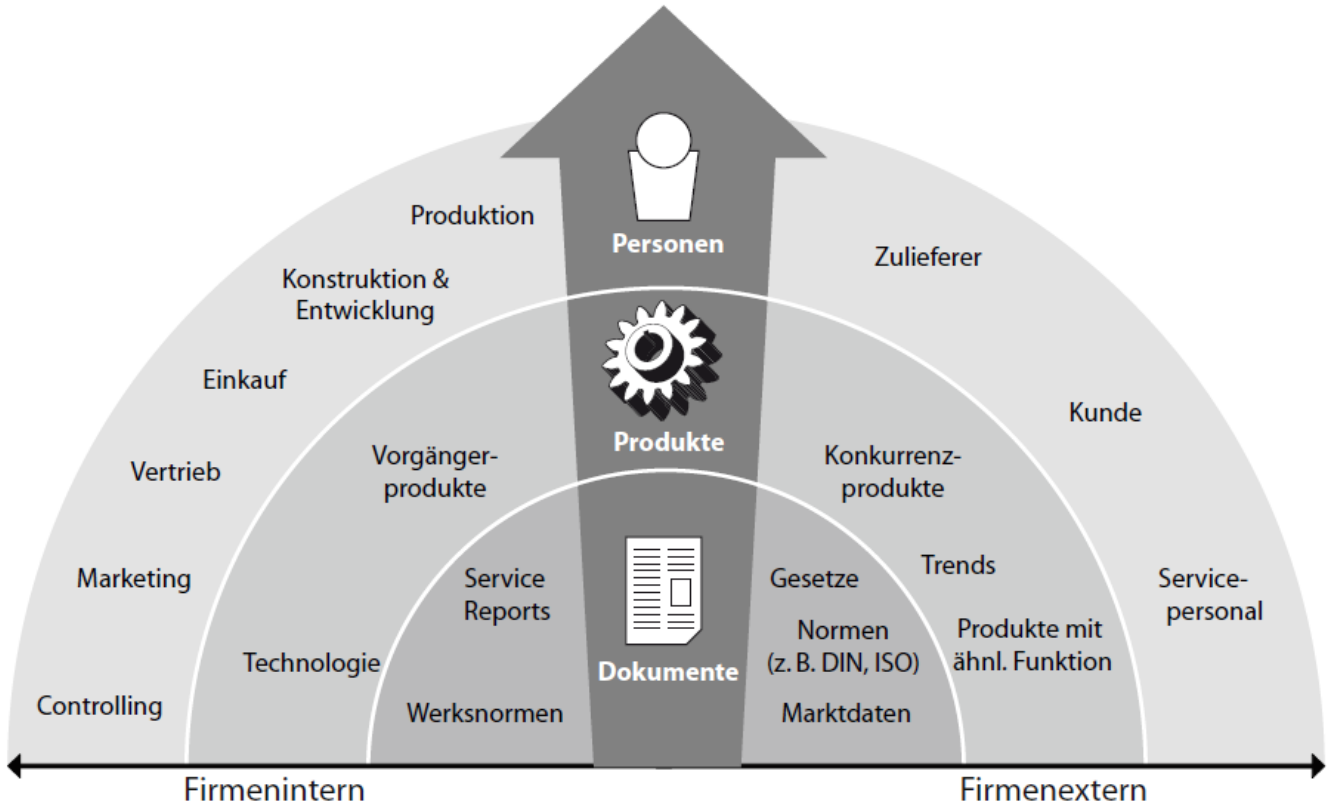 Produktion
Personen
Zulieferer
Konstruktion &
Entwicklung
Einkauf
Kunde
Produkte
Vorgänger-
produkte
Konkurrenz-
produkte
Vertrieb
Marketing
Service
Reports
Gesetze
Trends
Service-
personal
Normen
(z. B. DIN, ISO)
Produkte mit
ähnl. Funktion
Technologie
Dokumente
Controlling
Werksnormen
Marktdaten
Firmenintern
Firmenextern